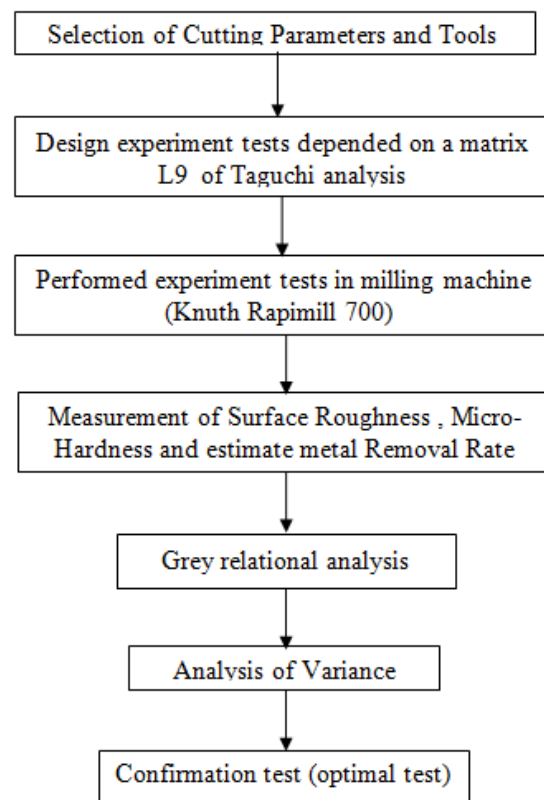 Selection of Cutting Parameters and Tools
Design experiment tests depended on a matrix
L9 of Taguchi analysis
Performed experiment tests in milling machine
(Knuth Rapimill 700)
Measurement of Surface Roughness , Micro-
Hardness and estimate metal Removal Rate
Grey relational analysis
Analysis of Variance
Confirmation test (optimal test)